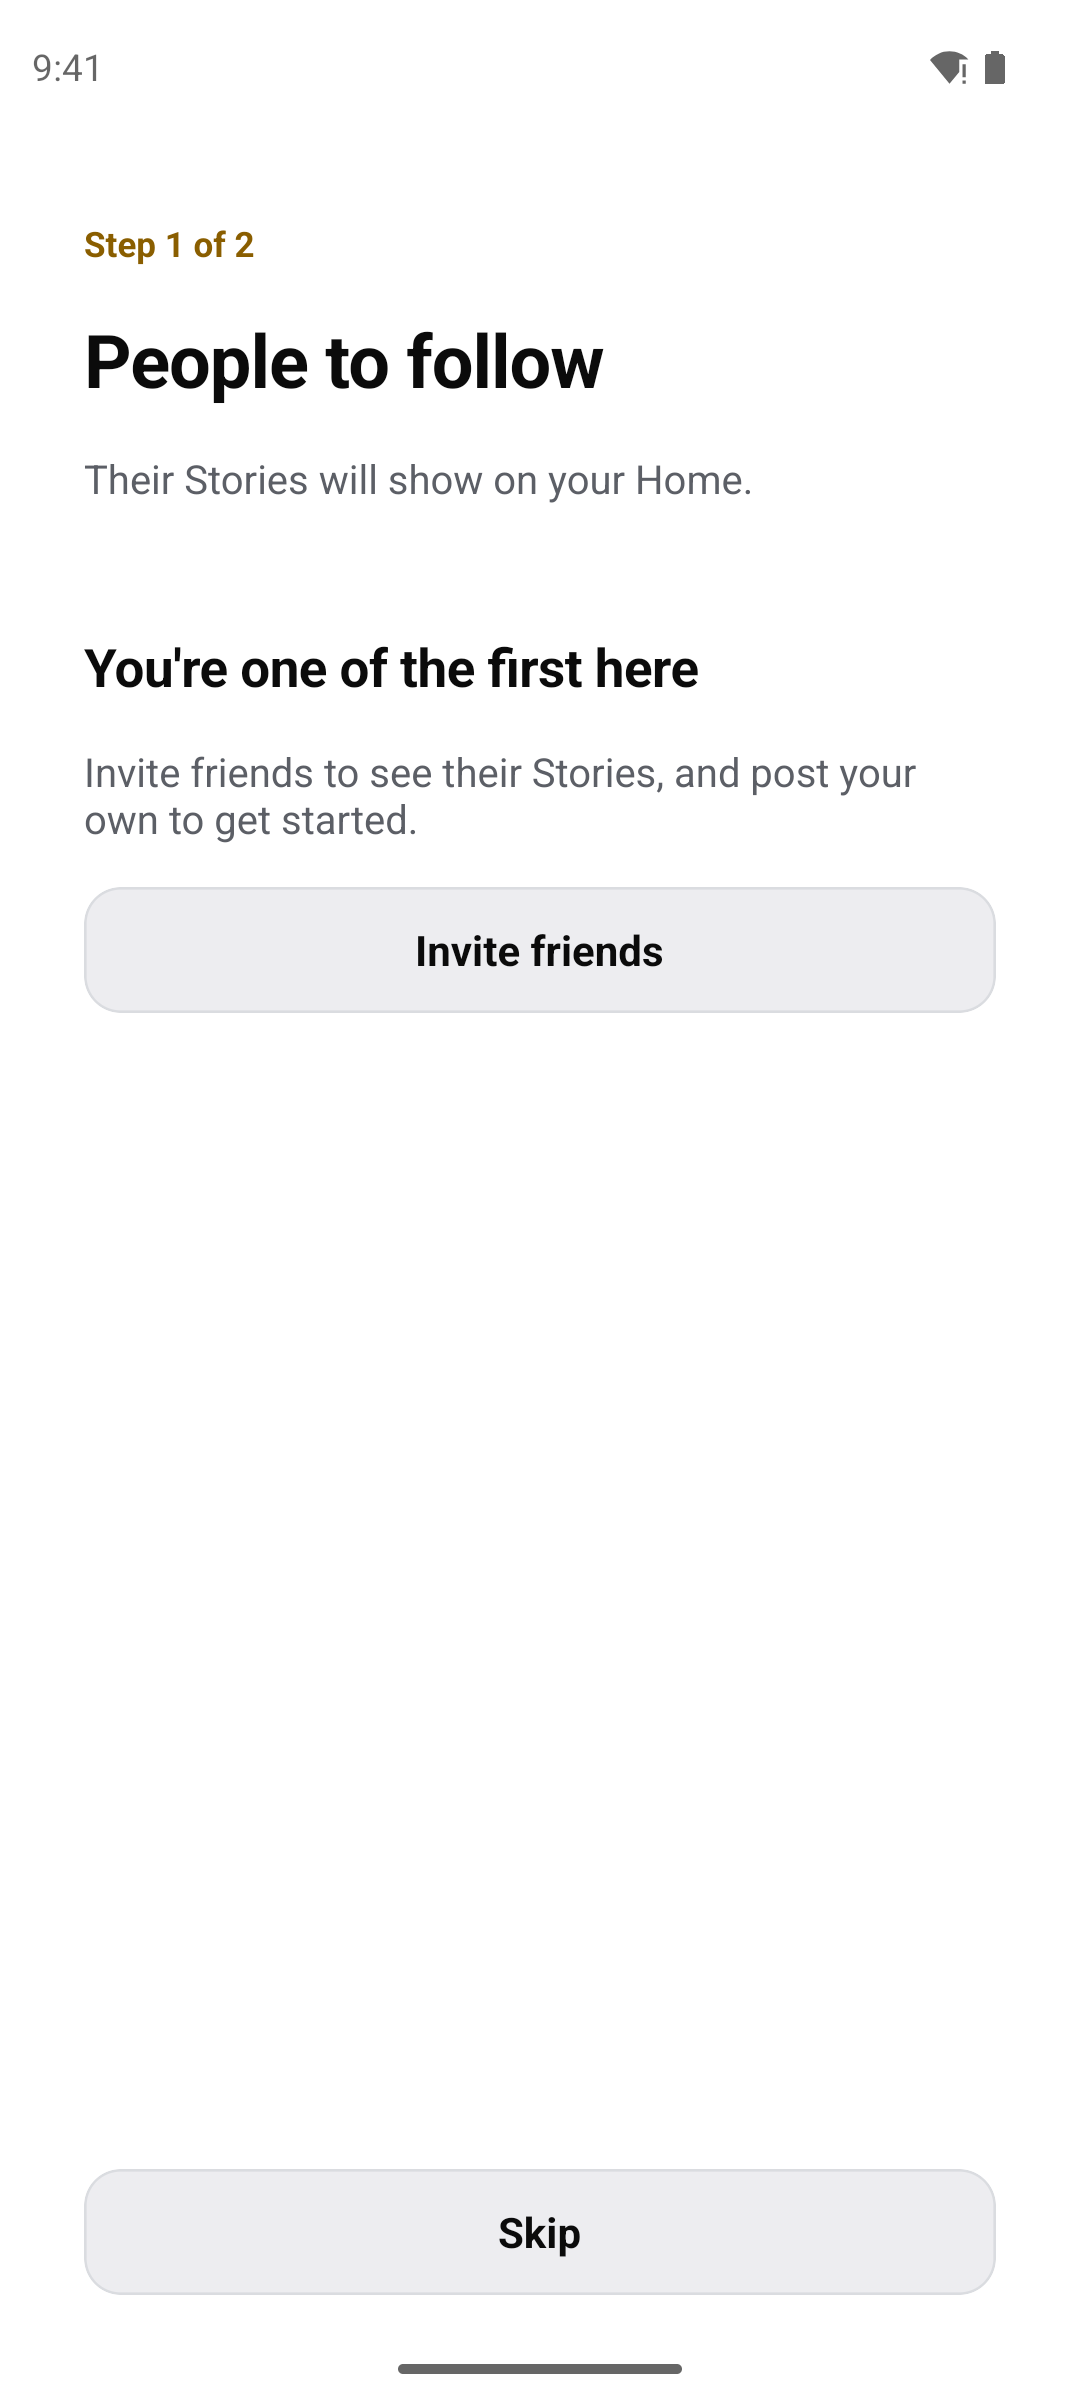 9:41
Step 1 of 2
People to follow
Their Stories will show on your Home.
You're one of the first here
Invite friends to see their Stories, and post your
own to get started.
Invite friends
Skip